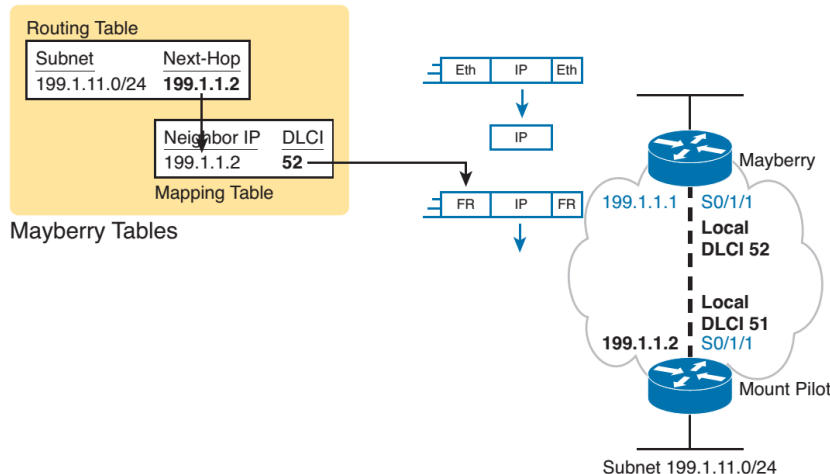 Routing Table
Subnet Next-Hop
199.1.11.0/24 199.1.1.2
Neighbor IP DLCI
199.1.1.2 52
Mapping Table
Mayberry Tables
Eth IP Eth
IP
FR IP FR
Mayberry
199.1.1.1 S0/1/1
Local
DLCI 52
Local
DLCI 51
199.1.1.2 S0/1/1
Mount Pilot
Subnet 199.1.11.0/24